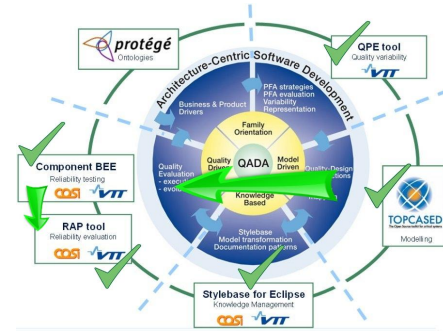 protégé
Ontologies
QPE tool
Quality variability
VTT
Architecture-Centric Software Development
PFA strategies
PFA evaluation
Variability
Representation
Business & Product
Drivers
Family
Orientation
Component BEE
Reliability testing
COSI VTT
Quality
Evaluation
Quality
QADA
Model
Driven
Quality-Design
Knowledge
Based
RAP tool
Reliability evaluation
COSI VTT
TOPCASED
Modelling
Stylebase
Model transformation
Documentation patterns
Stylebase for Eclipse
Knowledge Management
COSI VTT